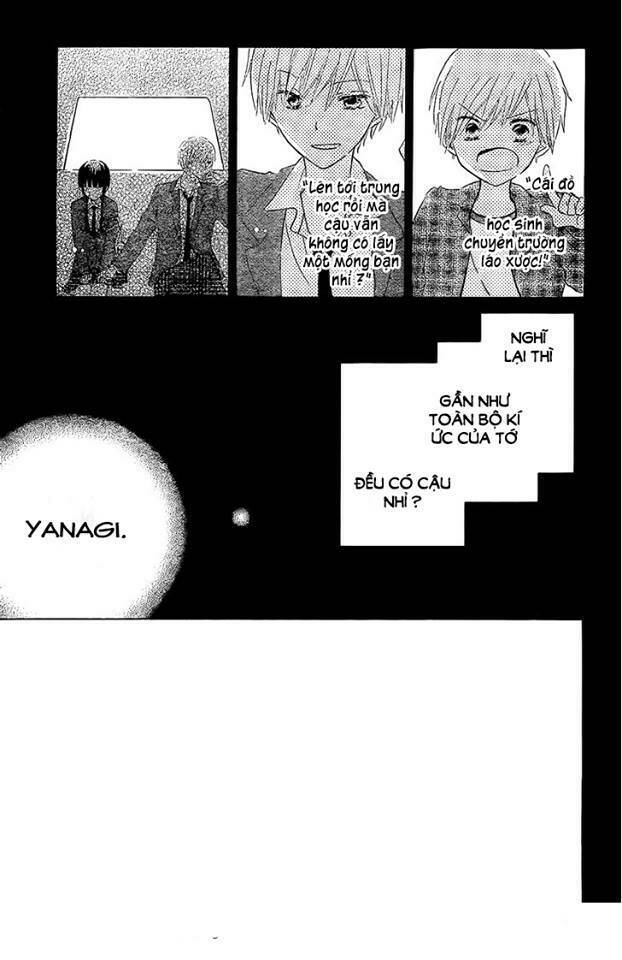 "Cái đồ
học sinh
chuyển trường
láo xược!"
"Lên tới trung
học rồi mà
cậu vẫn
không có lấy
một mống bạn
nhỉ ?"
NGHĨ
LẠI THÌ
GẦN NHƯ
TOÀN BỘ KÍ
ỨC CỦA TỚ
ĐỀU CÓ CẬU
NHỈ ?
YANAGI.